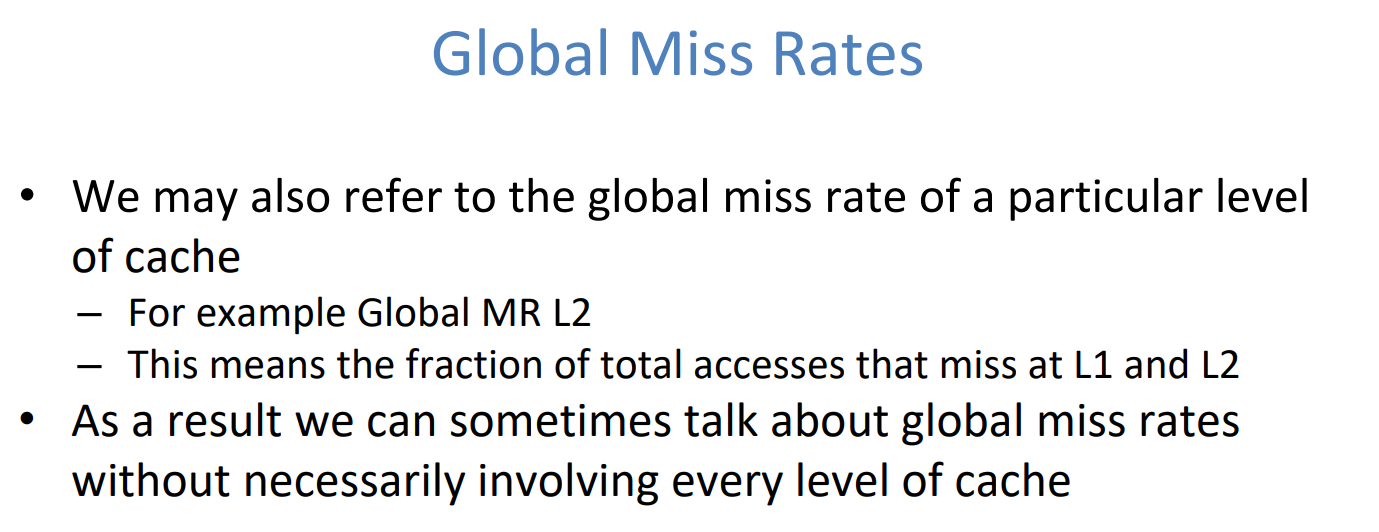 Global Miss Rates
• We may also refer to the global miss rate of a particular level
of cache
– For example Global MR L2
– This means the fraction of total accesses that miss at L1 and L2
• As a result we can sometimes talk about global miss rates
without necessarily involving every level of cache